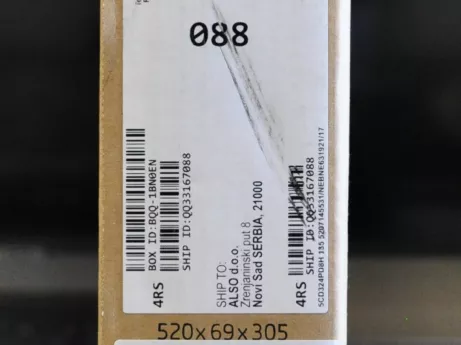 088
BOX ID:BQQ-1BN0EN
SHIP ID:QQ33167088
4RS
SHIP TO:
ALSO d.o.o.
Zrenjaninski put 8
Novi Sad SERBIA, 21000
4RS
SHIP ID:QQ33167088
520x69x305